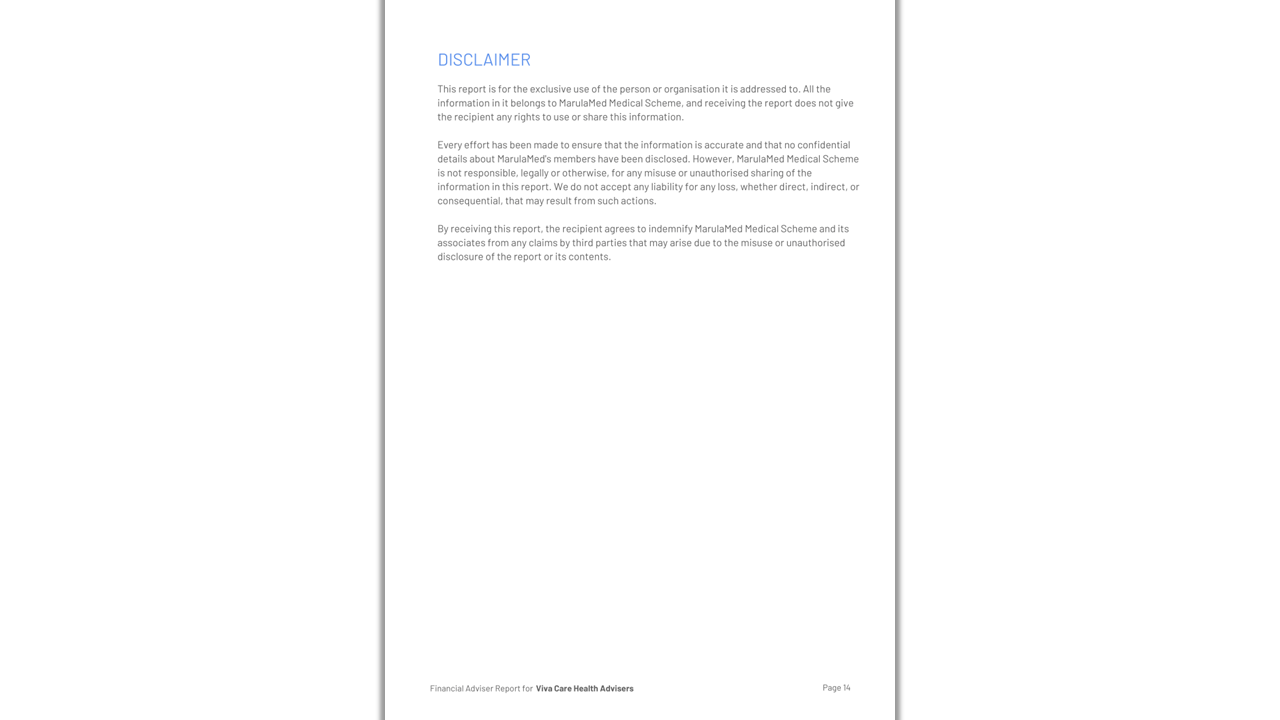 DISCLAIMER
This report is for the exclusive use of the person or organisation it is addressed to. All the
information in it belongs to MarulaMed Medical Scheme, and receiving the report does not give
the recipient any rights to use or share this information.
Every effort has been made to ensure that the information is accurate and that no confidential
details about MarulaMed's members have been disclosed. However, MarulaMed Medical Scheme
is not responsible, legally or otherwise, for any misuse or unauthorised sharing of the
information in this report. We do not accept any liability for any loss, whether direct, indirect, or
consequential, that may result from such actions.
By receiving this report, the recipient agrees to indemnify MarulaMed Medical Scheme and its
associates from any claims by third parties that may arise due to the misuse or unauthorised
disclosure of the report or its contents.
Financial Adviser Report for Viva Care Health Advisers
Page 14